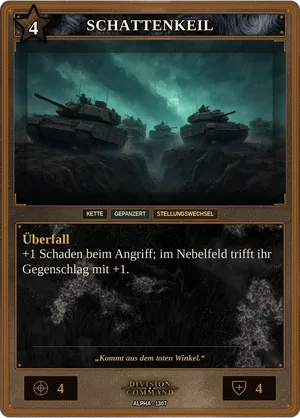 4
SCHATTENKEIL
KETTE GEPANZERT STELLUNGSWECHSEL
Überfall
+1 Schaden beim Angriff; im Nebelfeld trifft ihr
Gegenschlag mit +1.
„Kommt aus dem toten Winkel.“
DIVISION
COMMAND
ALPHA · 1307
4 4